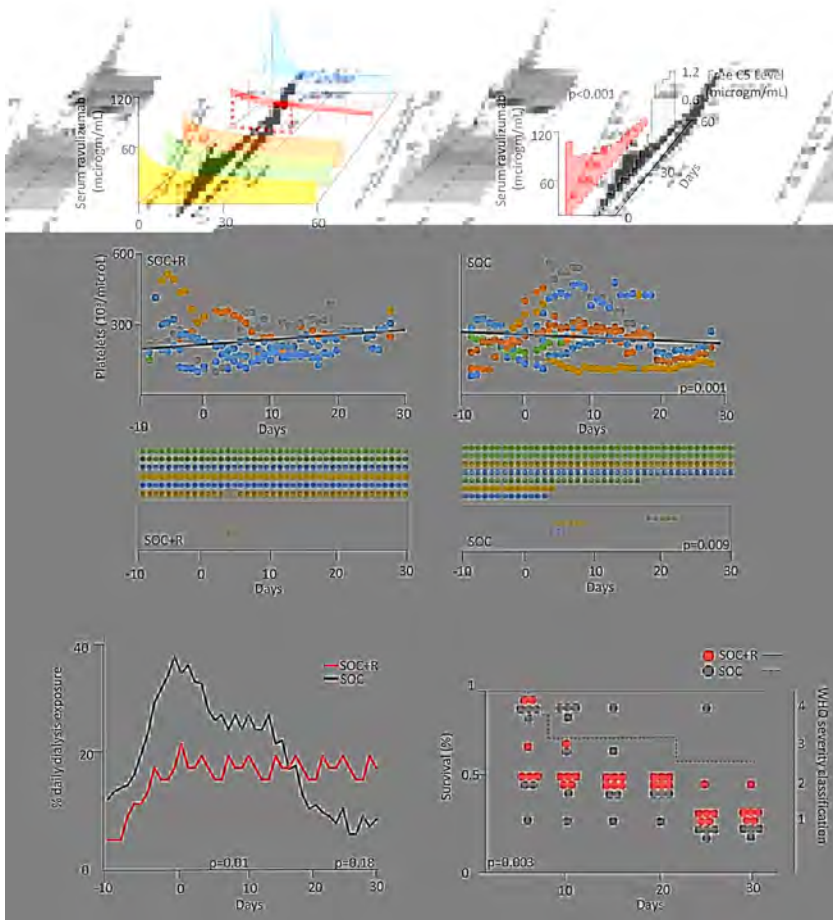 Serum ravulizumab
(mcirogm/mL)
120
60
0
30
60
Serum ravulizumab
(mcirogm/mL)
120
60
p<0.001
1.2
Free C5 Level
(microgm/mL)
0
30
60
Days
Platelets (10³/microL)
600
300
SOC+R
-10
0
10
20
30
Days
SOC
p=0.001
-10
0
10
20
30
Days
SOC+R
-10
0
10
20
30
Days
SOC
p=0.009
-10
0
10
20
30
Days
% daily dialysis exposure
40
20
0
SOC+R
SOC
p=0.01
p=0.18
-10
0
10
20
30
Days
SOC+R
SOC
Survival (%)
1
0.5
0
WHO severity classification
4
3
2
1
p=0.003
10
20
30
Days